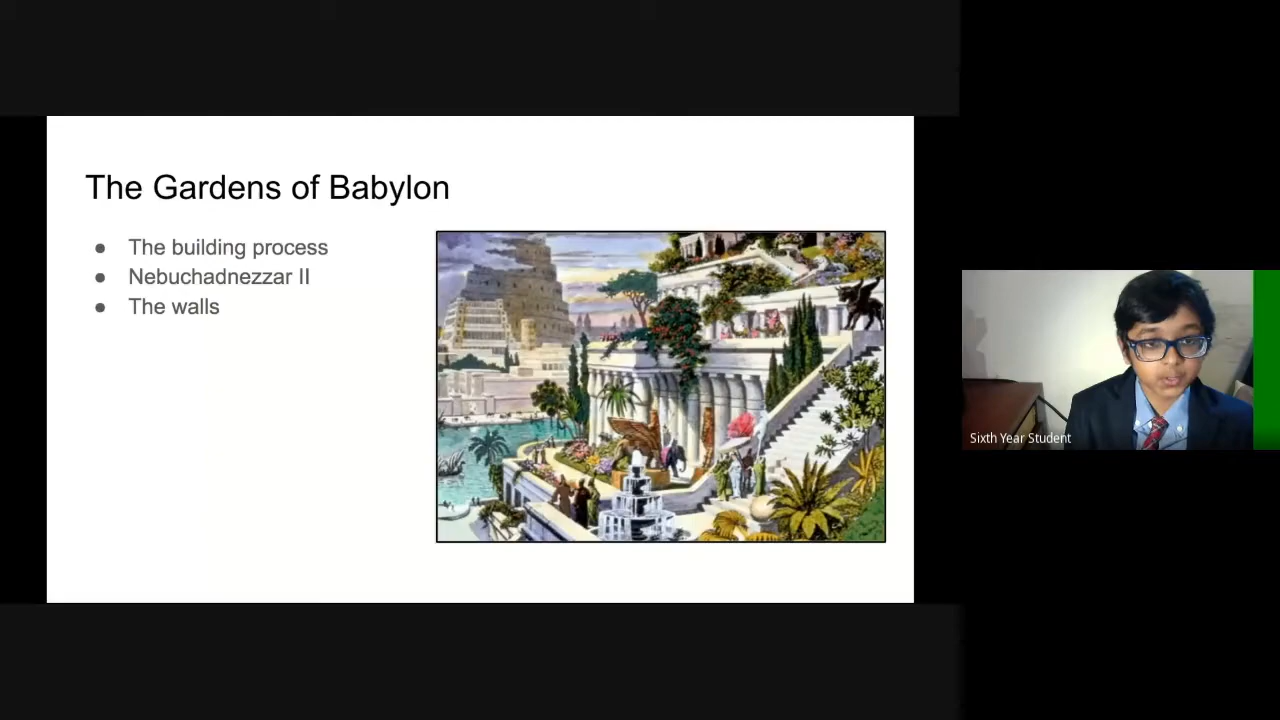 The Gardens of Babylon
● The building process
● Nebuchadnezzar II
● The walls
Sixth Year Student